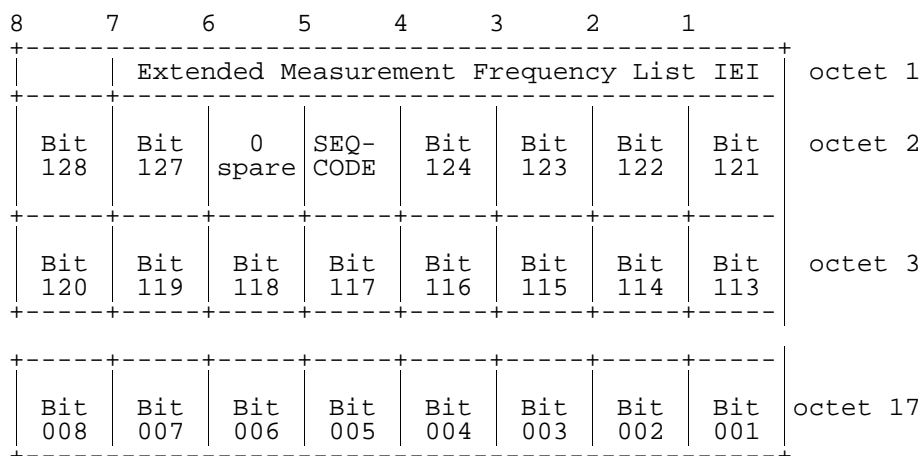 8 7 6 5 4 3 2 1
Extended Measurement Frequency List IEI octet 1
Bit Bit 0 SEQ- Bit Bit Bit Bit octet 2
128 127 spare CODE 124 123 122 121
Bit Bit Bit Bit Bit Bit Bit Bit octet 3
120 119 118 117 116 115 114 113
Bit Bit Bit Bit Bit Bit Bit Bit octet 17
008 007 006 005 004 003 002 001